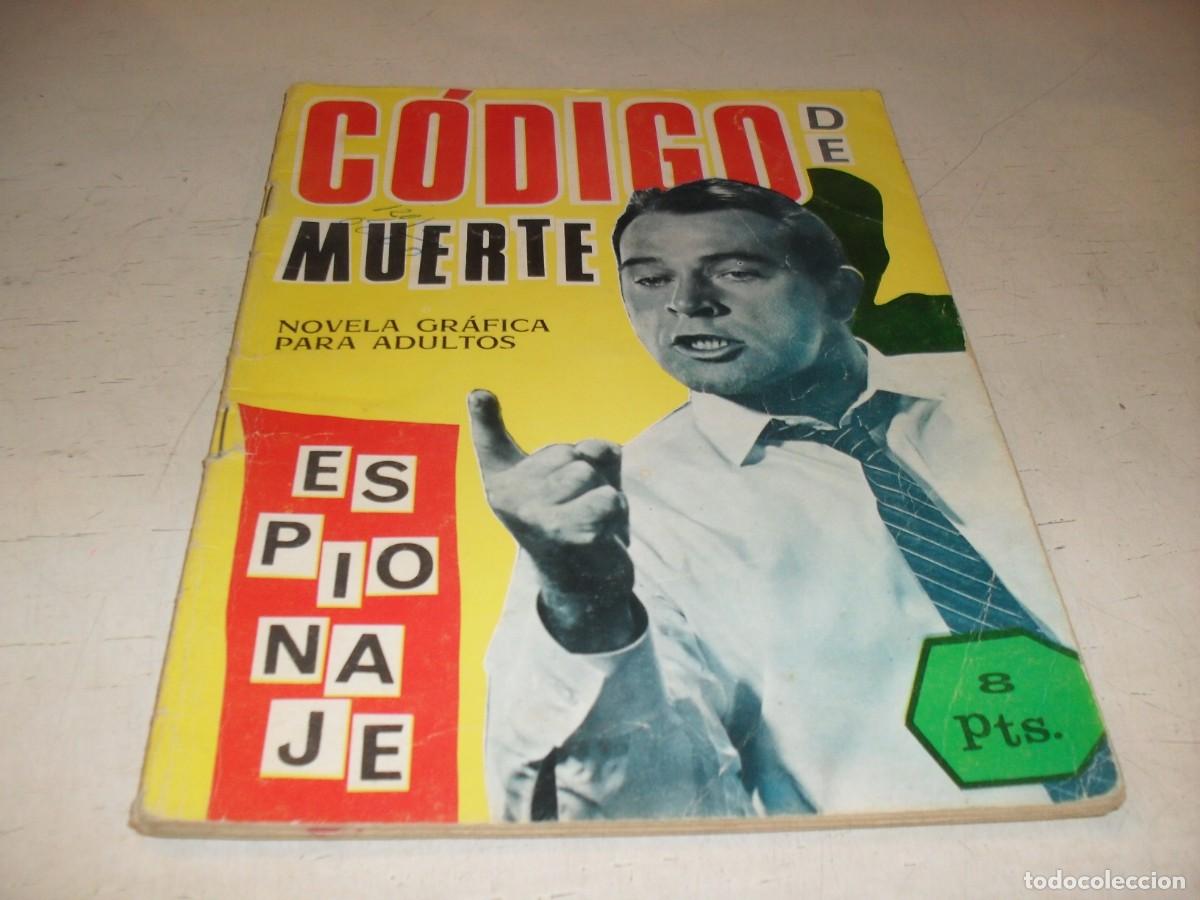 CÓDIGO DE
MUERTE
NOVELA GRÁFICA
PARA ADULTOS
ES
PIO
NA
JE
8
Pts.
todocoleccion